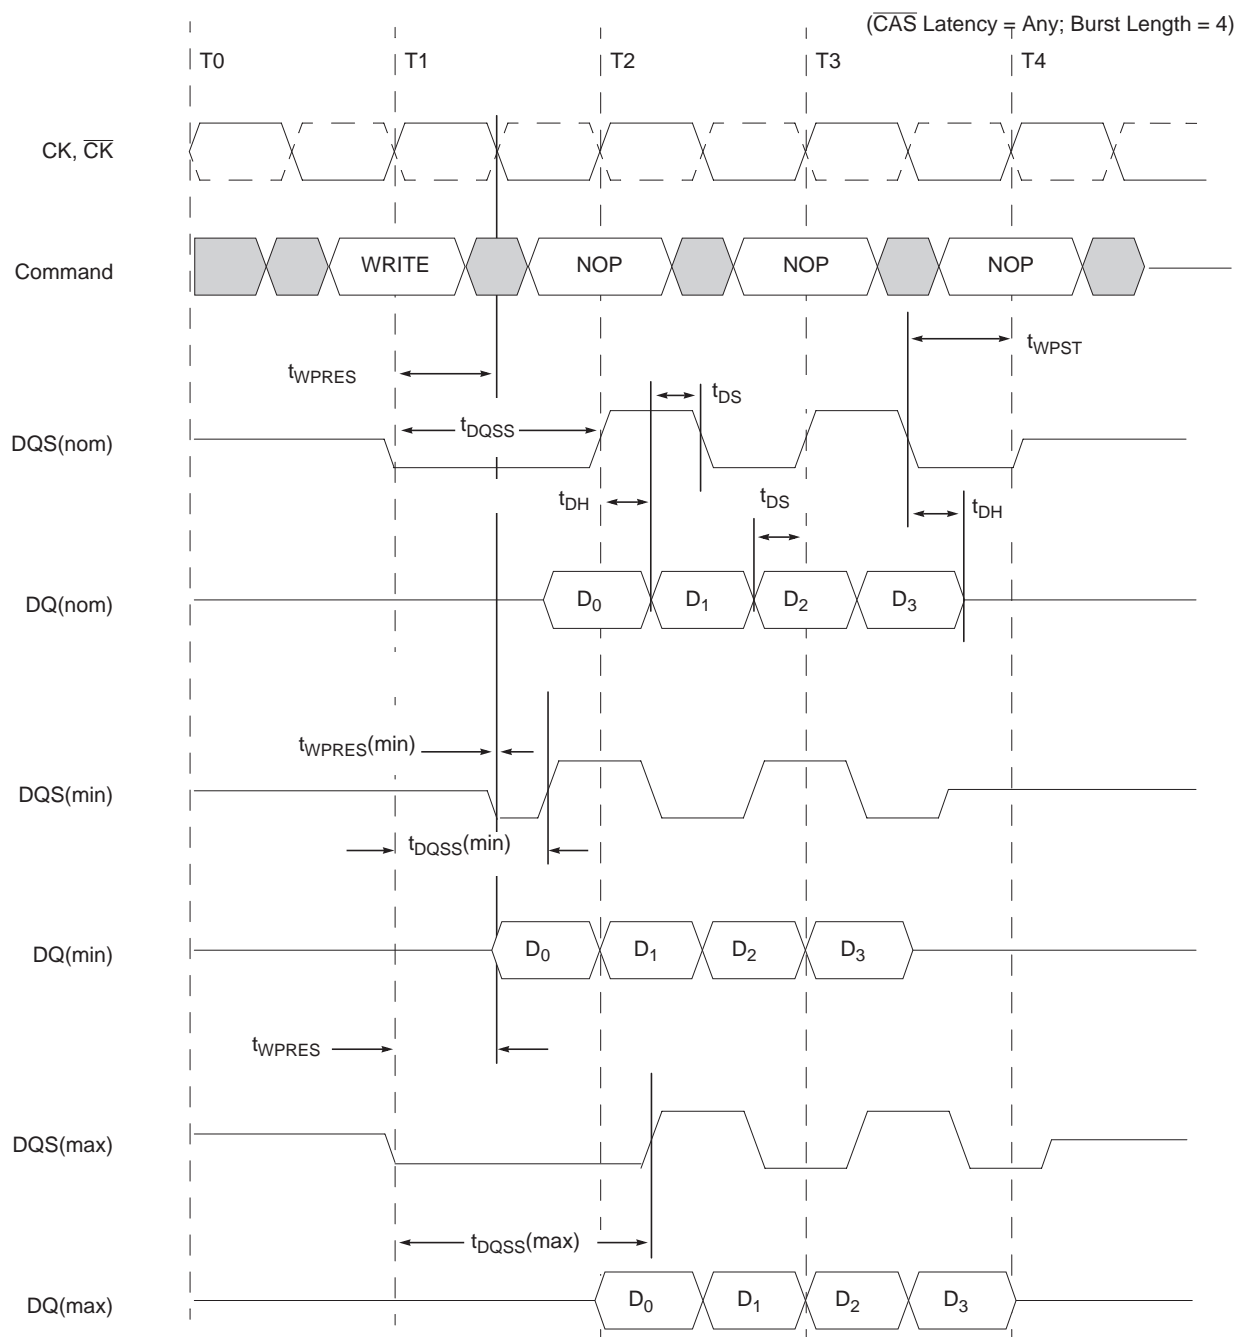 (CAS Latency = Any; Burst Length = 4)
T0 T1 T2 T3 T4
CK, CK
Command WRITE NOP NOP NOP
tWPST
tWPRES
tDS
DQS(nom) tDQSS
tDH tDS tDH
DQ(nom) D0 D1 D2 D3
tWPRES(min)
DQS(min)
tDQSS(min)
DQ(min) D0 D1 D2 D3
tWPRES
DQS(max)
tDQSS(max)
DQ(max) D0 D1 D2 D3